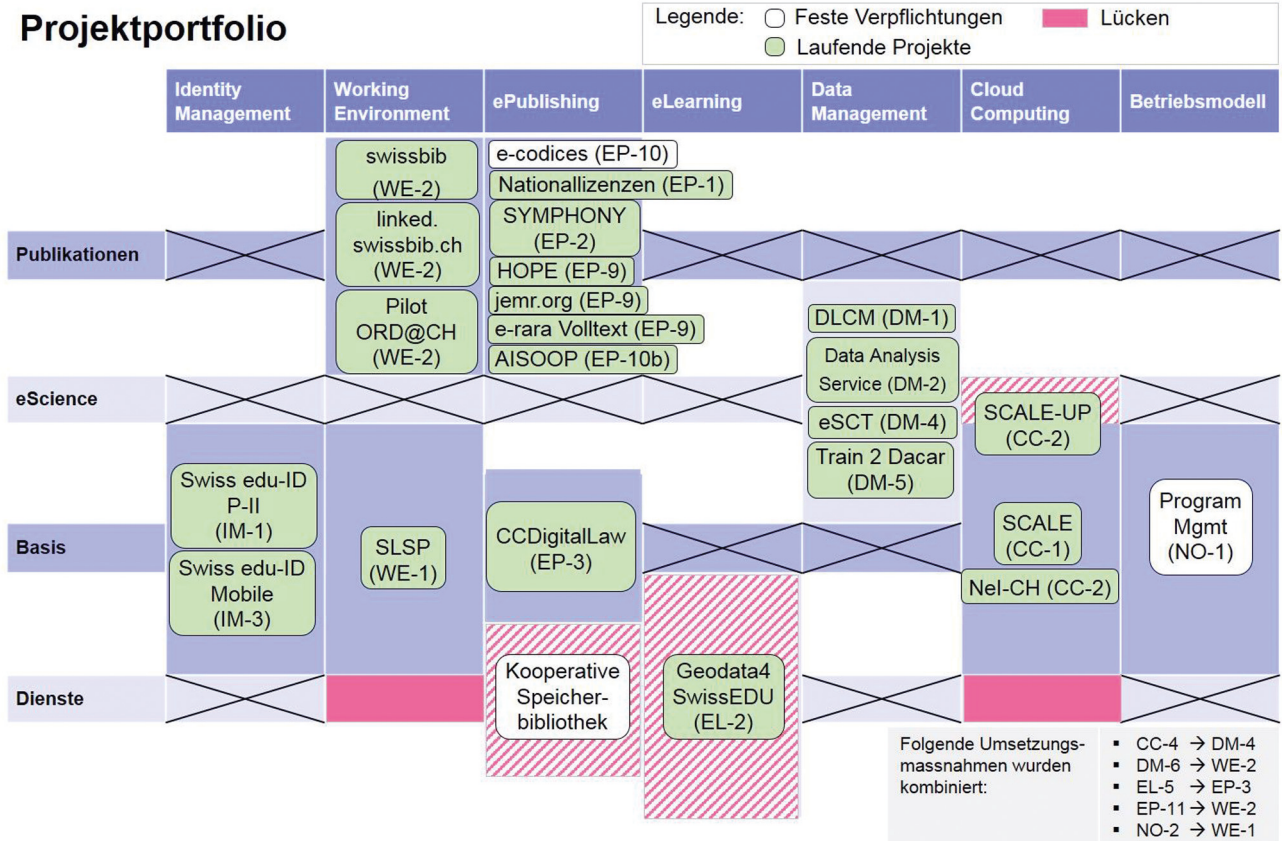 Projektportfolio
Legende:
Feste Verpflichtungen
Lücken
Laufende Projekte
Identity
Management
Working
Environment
ePublishing
eLearning
Data
Management
Cloud
Computing
Betriebsmodell
Publikationen
swissbib
(WE-2)
linked.
swissbib.ch
(WE-2)
Pilot
ORD@CH
(WE-2)
e-codices (EP-10)
Nationallizenzen (EP-1)
SYMPHONY
(EP-2)
HOPE (EP-9)
jemr.org (EP-9)
e-rara Volltext (EP-9)
AISOOP (EP-10b)
eScience
DLCM (DM-1)
Data Analysis
Service (DM-2)
eSCT (DM-4)
Train 2 Dacar
(DM-5)
SCALE-UP
(CC-2)
Basis
Swiss edu-ID
P-II
(IM-1)
Swiss edu-ID
Mobile
(IM-3)
SLSP
(WE-1)
CCDigitalLaw
(EP-3)
SCALE
(CC-1)
NeI-CH (CC-2)
Program
Mgmt
(NO-1)
Dienste
Kooperative
Speicher-
bibliothek
Geodata4
SwissEDU
(EL-2)
Folgende Umsetzungs-
massnahmen wurden
kombiniert:
▪ CC-4 → DM-4
▪ DM-6 → WE-2
▪ EL-5 → EP-3
▪ EP-11 → WE-2
▪ NO-2 → WE-1